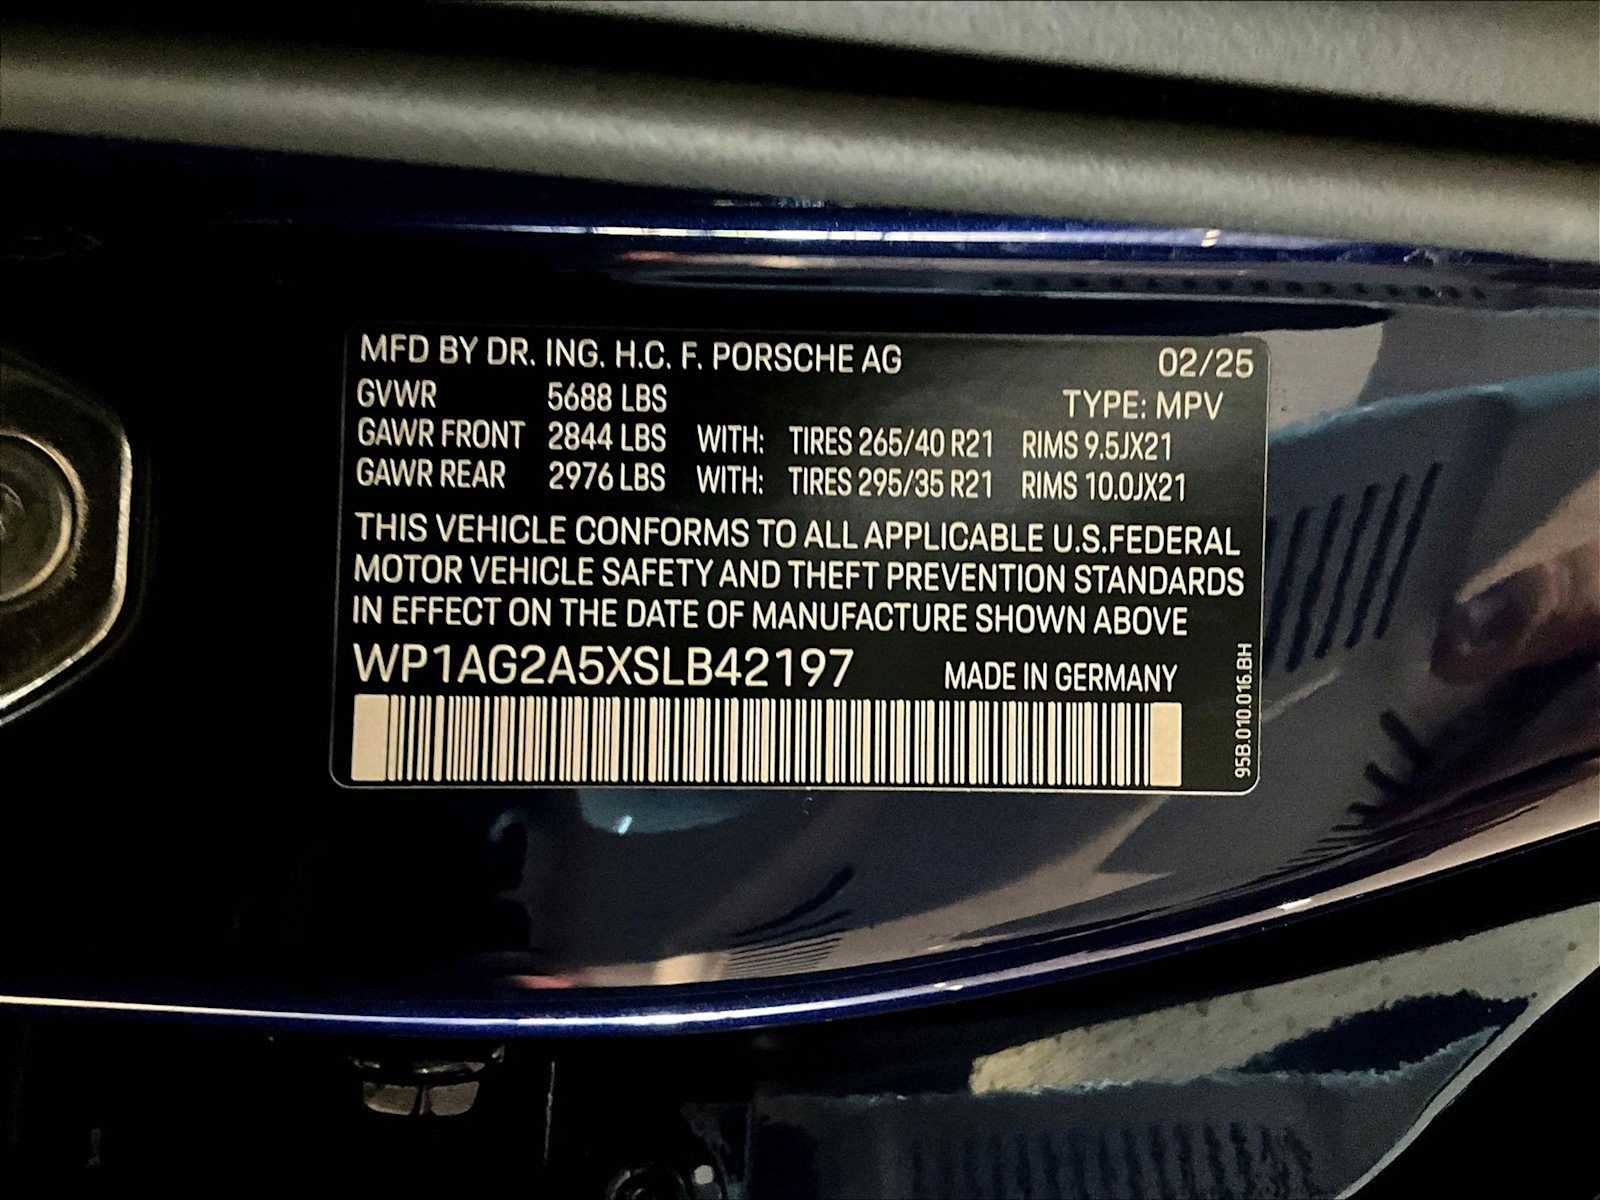 MFD BY DR. ING. H.C. F. PORSCHE AG 02/25
GVWR 5688 LBS TYPE: MPV
GAWR FRONT 2844 LBS WITH: TIRES 265/40 R21 RIMS 9.5JX21
GAWR REAR 2976 LBS WITH: TIRES 295/35 R21 RIMS 10.0JX21
THIS VEHICLE CONFORMS TO ALL APPLICABLE U.S.FEDERAL
MOTOR VEHICLE SAFETY AND THEFT PREVENTION STANDARDS
IN EFFECT ON THE DATE OF MANUFACTURE SHOWN ABOVE
WP1AG2A5XSLB42197 MADE IN GERMANY
95B.010.016.BH